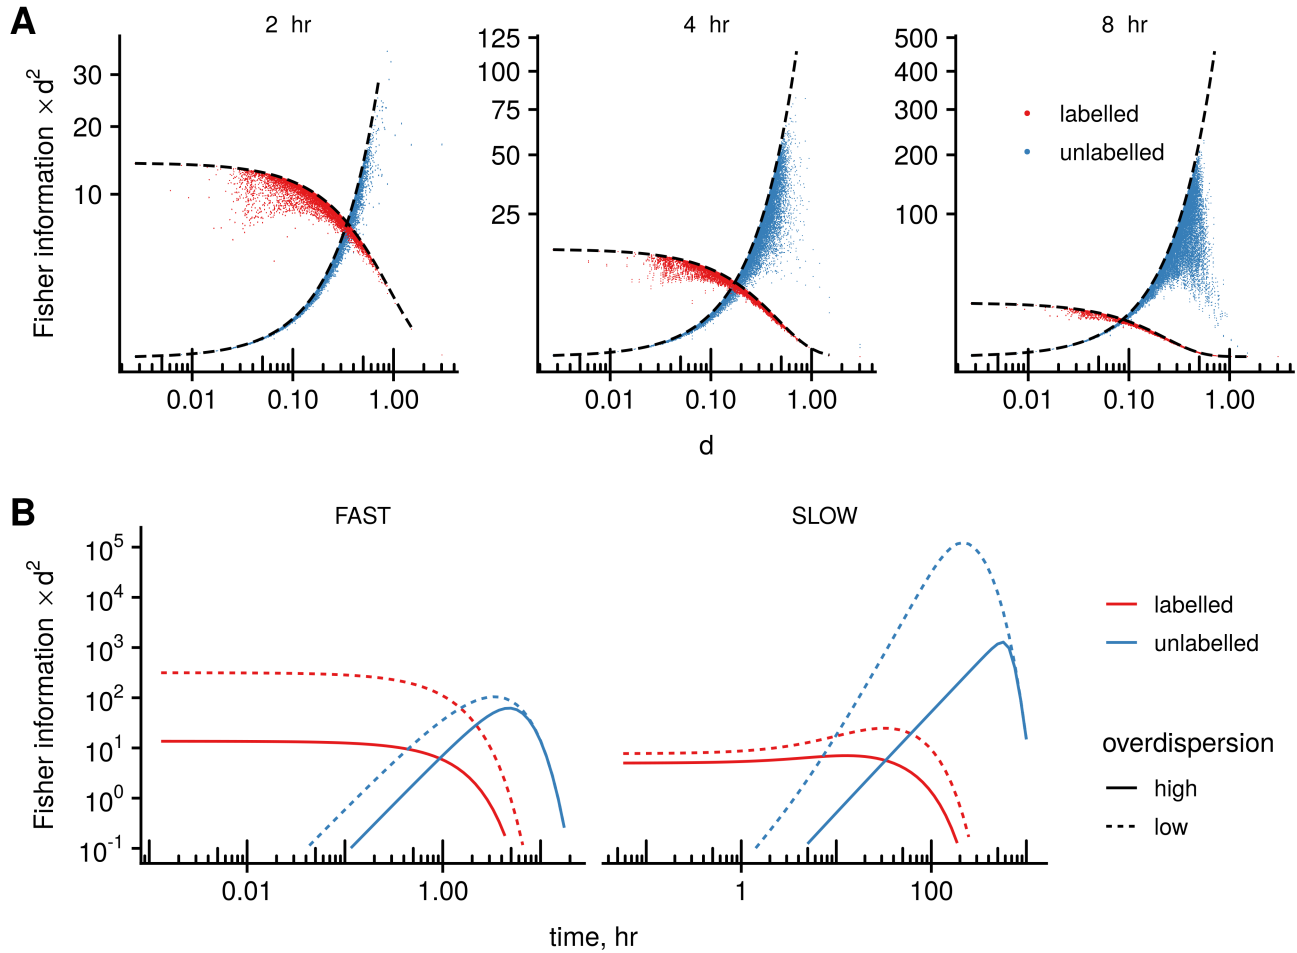 A
2 hr
4 hr
8 hr
Fisher information × d²
30
20
10
125
100
75
50
25
500
400
300
200
100
labelled
unlabelled
0.01 0.10 1.00
0.01 0.10 1.00
0.01 0.10 1.00
d
B
FAST
SLOW
Fisher information × d²
10⁵
10⁴
10³
10²
10¹
10⁰
10⁻¹
labelled
unlabelled
overdispersion
high
low
0.01 1.00
1 100
time, hr